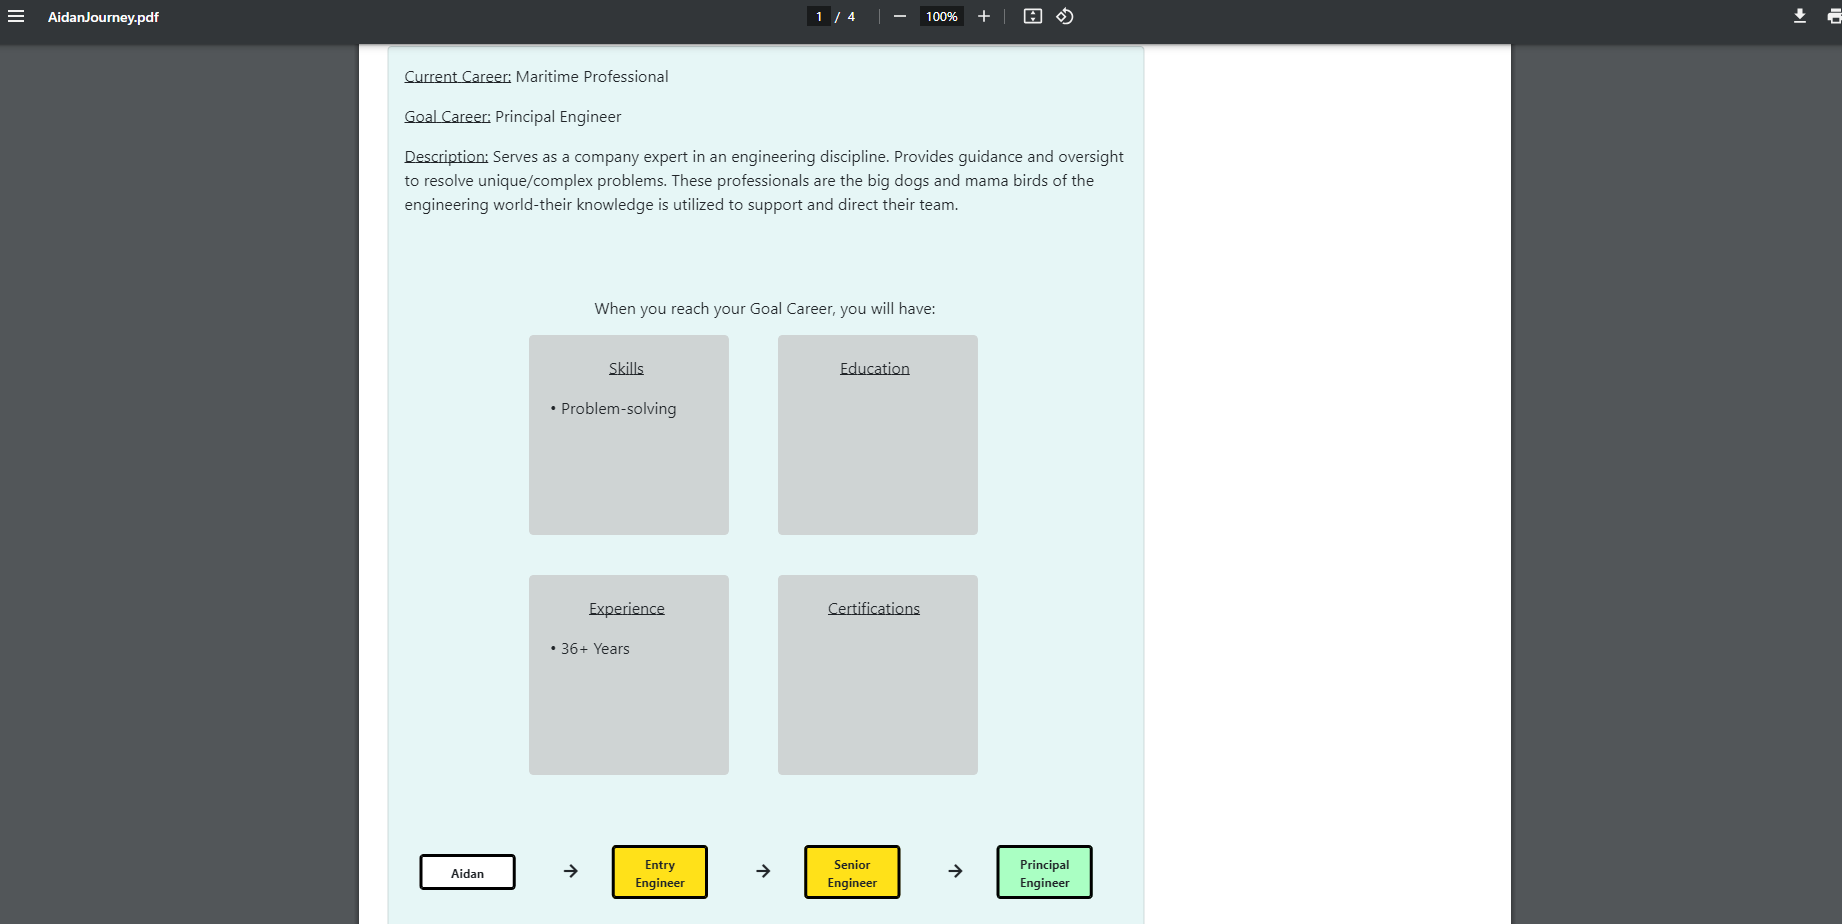 AidanJourney.pdf
1 / 4
100%
Current Career: Maritime Professional
Goal Career: Principal Engineer
Description: Serves as a company expert in an engineering discipline. Provides guidance and oversight
to resolve unique/complex problems. These professionals are the big dogs and mama birds of the
engineering world-their knowledge is utilized to support and direct their team.
When you reach your Goal Career, you will have:
Skills
• Problem-solving
Education
Experience
• 36+ Years
Certifications
Aidan
Entry
Engineer
Senior
Engineer
Principal
Engineer